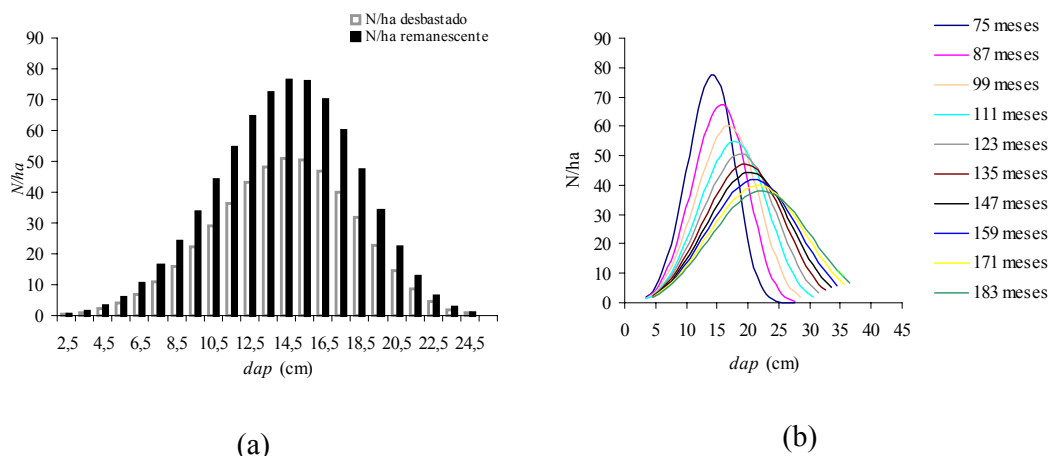 N/ha desbastado
N/ha remanescente
90
80
70
60
50
40
30
20
10
0
N/ha
2,5 4,5 6,5 8,5 10,5 12,5 14,5 16,5 18,5 20,5 22,5 24,5
dap (cm)
(a)
90
80
70
60
50
40
30
20
10
0
N/ha
0 5 10 15 20 25 30 35 40 45
dap (cm)
75 meses
87 meses
99 meses
111 meses
123 meses
135 meses
147 meses
159 meses
171 meses
183 meses
(b)